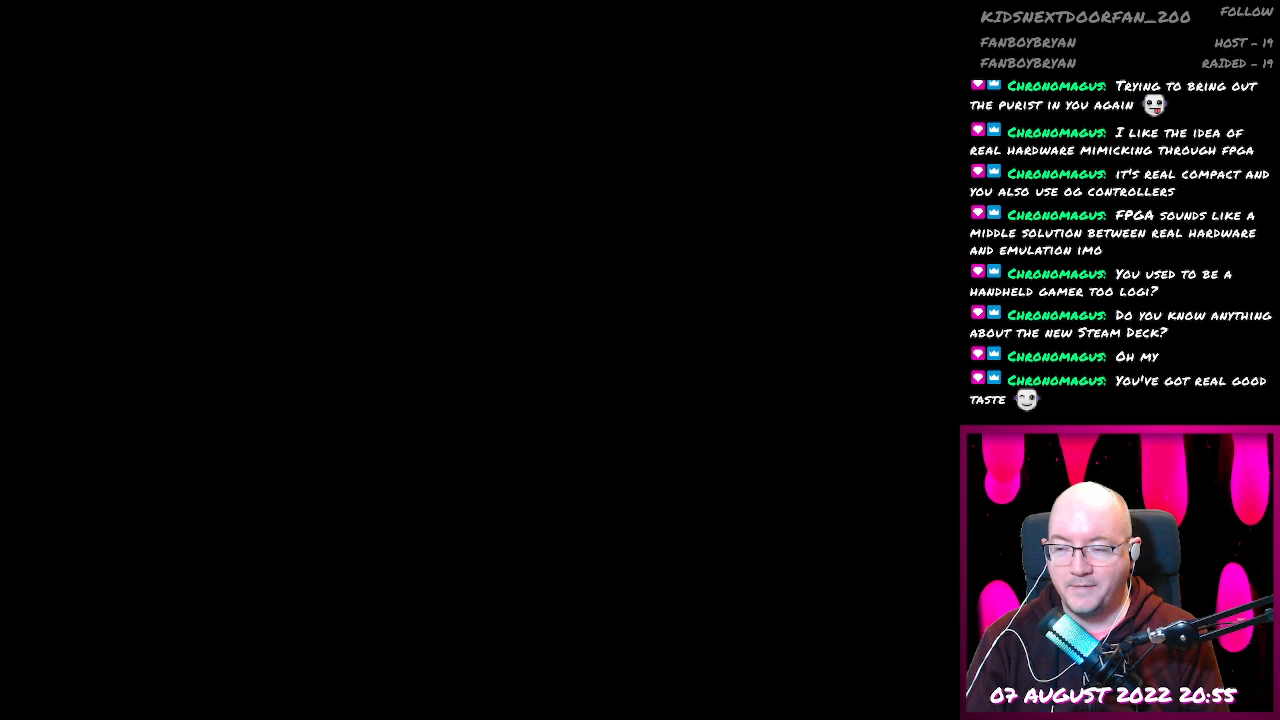 KIDSNEXTDOORFAN_200 FOLLOW
FANBOYBRYAN HOST - 19
FANBOYBRYAN RAIDED - 19
Chronomagus: Trying to bring out
the purist in you again
Chronomagus: I like the idea of
real hardware mimicking through fpga
Chronomagus: it's real compact and
you also use og controllers
Chronomagus: FPGA sounds like a
middle solution between real hardware
and emulation imo
Chronomagus: You used to be a
handheld gamer too logi?
Chronomagus: Do you know anything
about the new Steam Deck?
Chronomagus: Oh my
Chronomagus: You've got real good
taste
07 AUGUST 2022 20:55